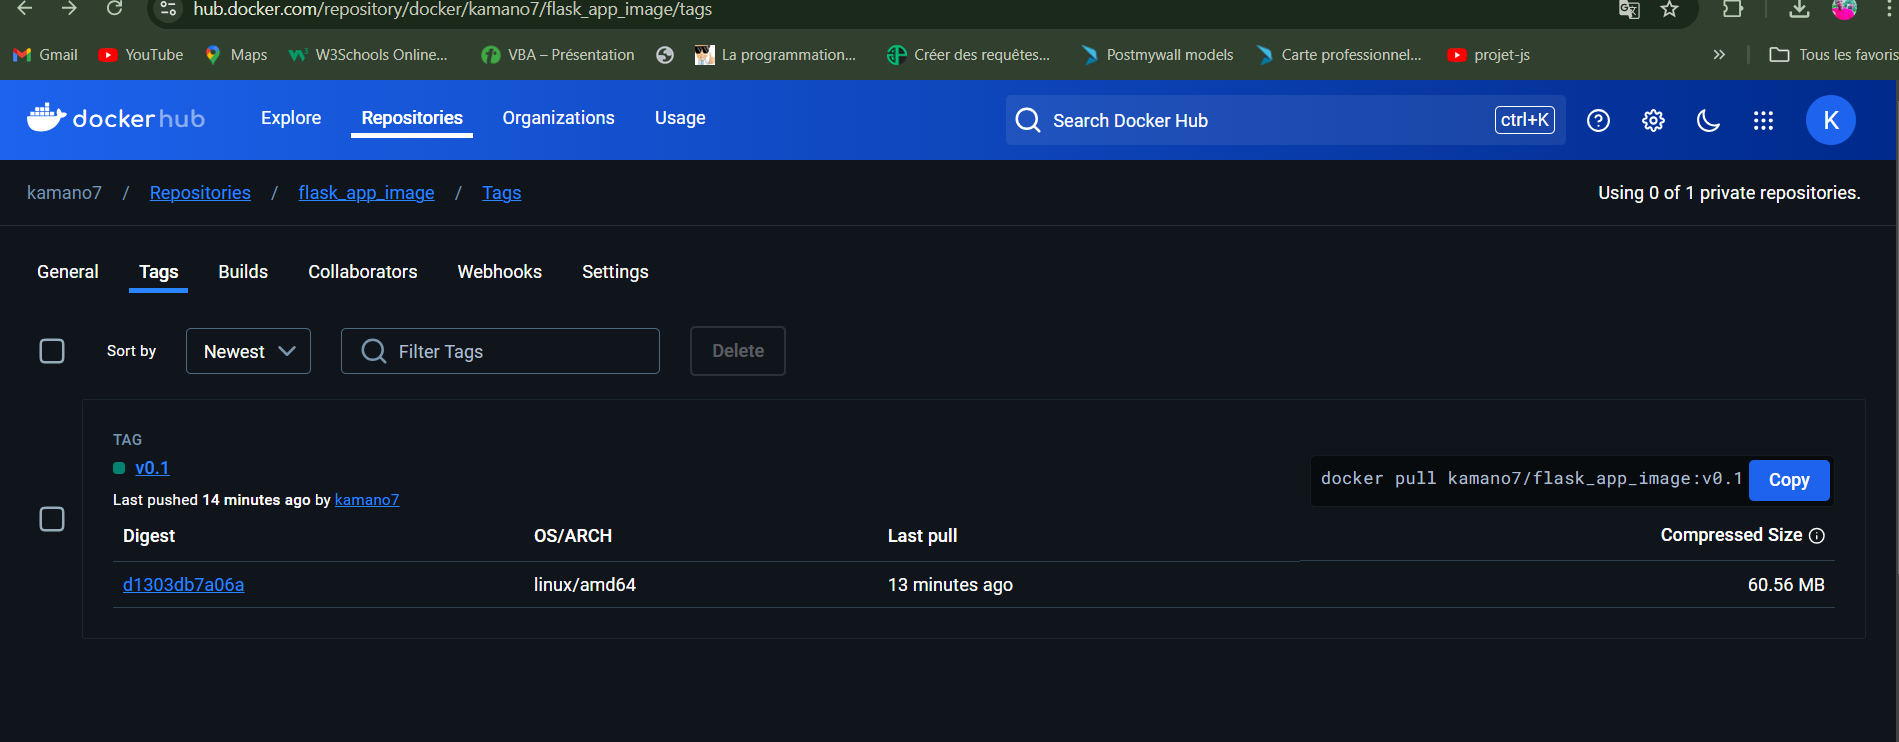 hub.docker.com/repository/docker/kamano7/flask_app_image/tags
Gmail YouTube Maps W3Schools Online... VBA – Présentation La programmation... Créer des requêtes... Postmywall models Carte professionnel... projet-js » Tous les favoris
dockerhub Explore Repositories Organizations Usage Search Docker Hub ctrl+K K
kamano7 / Repositories / flask_app_image / Tags Using 0 of 1 private repositories.
General Tags Builds Collaborators Webhooks Settings
Sort by Newest Filter Tags Delete
TAG
v0.1
docker pull kamano7/flask_app_image:v0.1 Copy
Last pushed 14 minutes ago by kamano7
Digest OS/ARCH Last pull Compressed Size
d1303db7a06a linux/amd64 13 minutes ago 60.56 MB